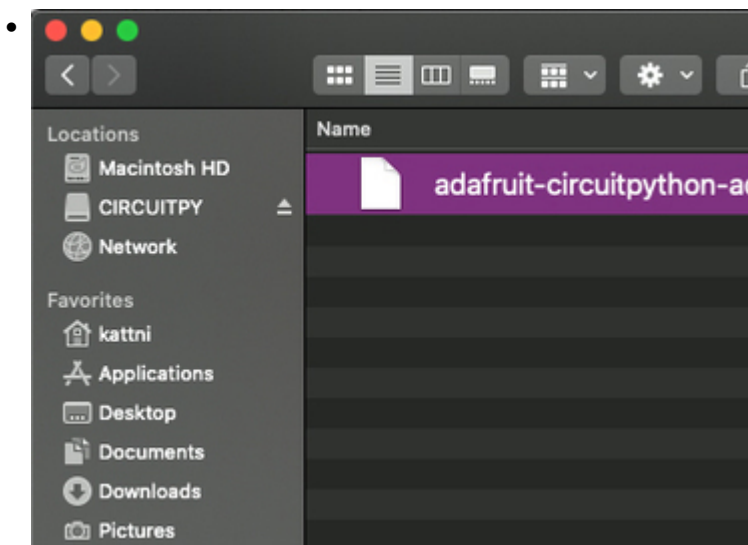 Locations
Macintosh HD
CIRCUITPY
Network
Favorites
kattni
Applications
Desktop
Documents
Downloads
Pictures
Name
adafruit-circuitpython-a